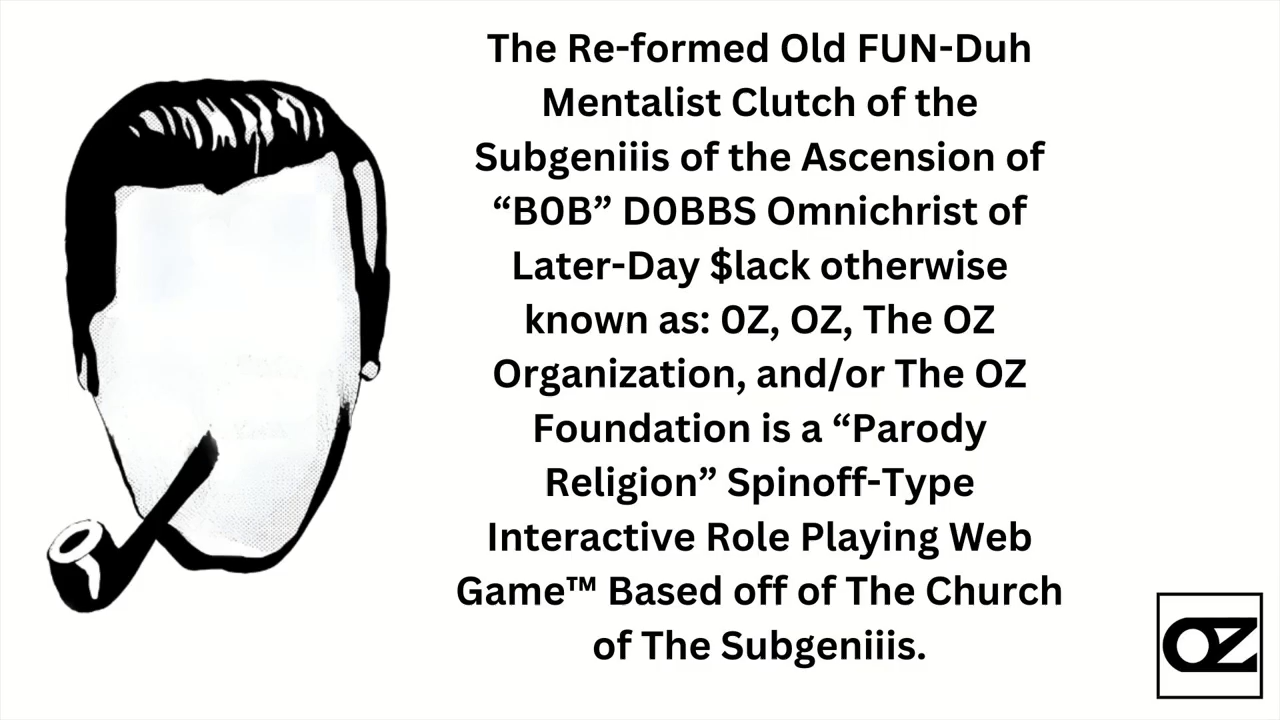 The Re-formed Old FUN-Duh
Mentalist Clutch of the
Subgeniiis of the Ascension of
“B0B” D0BBS Omnichrist of
Later-Day $lack otherwise
known as: 0Z, OZ, The OZ
Organization, and/or The OZ
Foundation is a “Parody
Religion” Spinoff-Type
Interactive Role Playing Web
Game™ Based off of The Church
of The Subgeniiis.
OZ